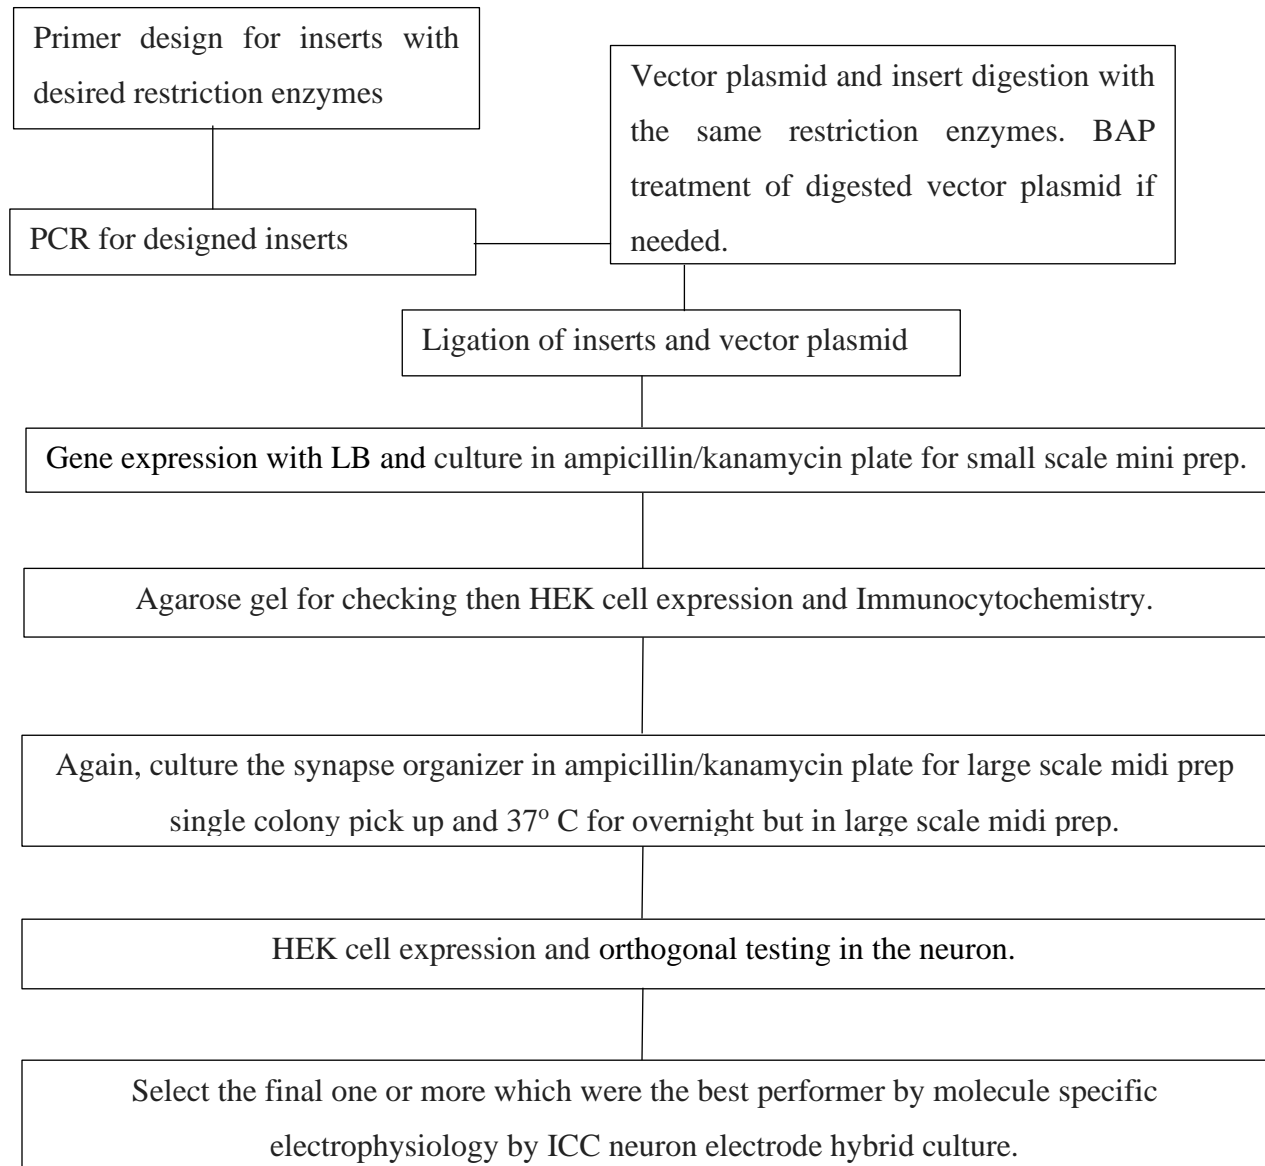 Primer design for inserts with
desired restriction enzymes
Vector plasmid and insert digestion with
the same restriction enzymes. BAP
treatment of digested vector plasmid if
needed.
PCR for designed inserts
Ligation of inserts and vector plasmid
Gene expression with LB and culture in ampicillin/kanamycin plate for small scale mini prep.
Agarose gel for checking then HEK cell expression and Immunocytochemistry.
Again, culture the synapse organizer in ampicillin/kanamycin plate for large scale midi prep
single colony pick up and 37° C for overnight but in large scale midi prep.
HEK cell expression and orthogonal testing in the neuron.
Select the final one or more which were the best performer by molecule specific
electrophysiology by ICC neuron electrode hybrid culture.